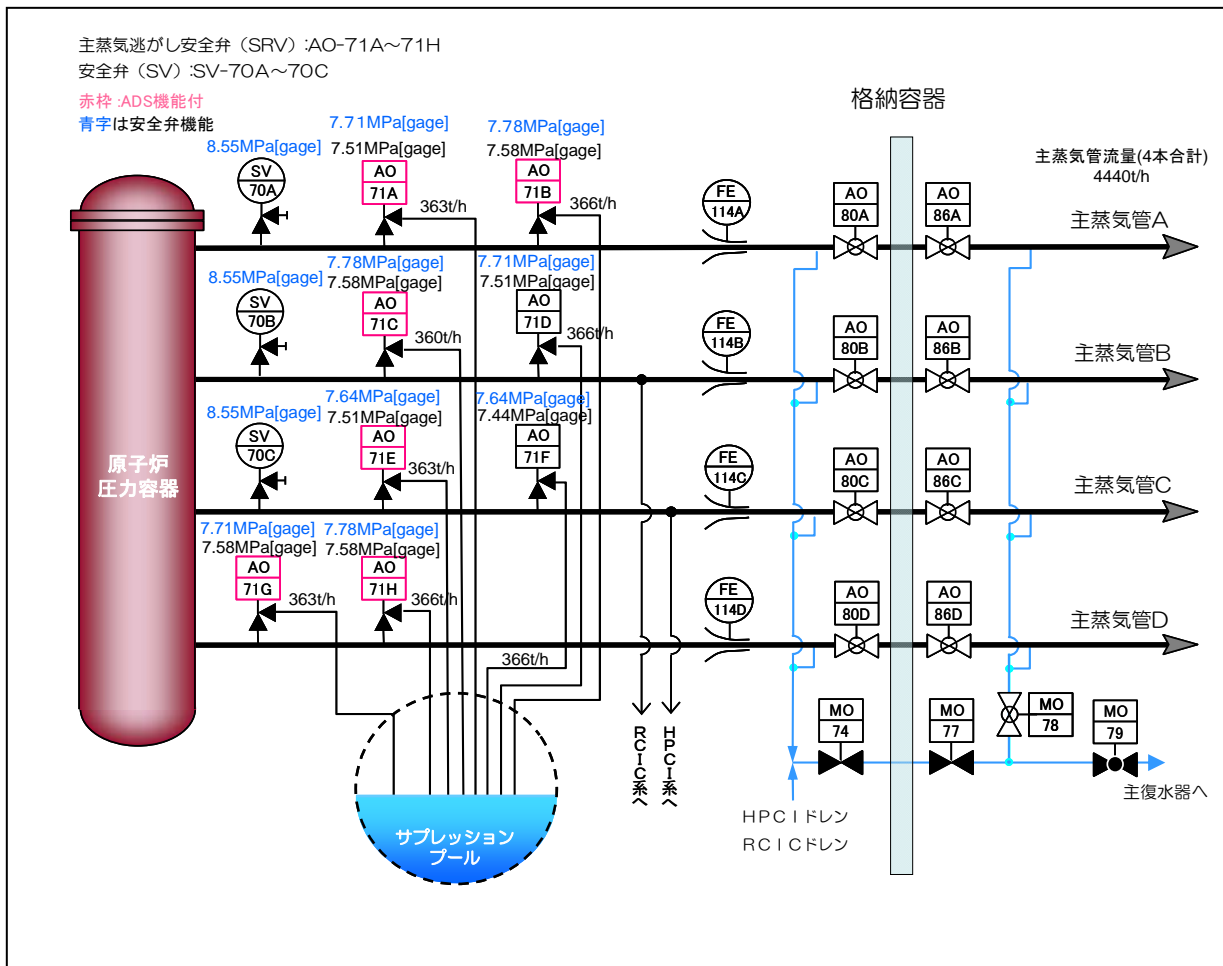 主蒸気逃がし安全弁（SRV）:AO-71A～71H
安全弁（SV）:SV-70A～70C
赤枠 :ADS機能付
青字は安全弁機能
格納容器
主蒸気管流量(4本合計)
4440t/h
8.55MPa[gage]
7.71MPa[gage]
7.51MPa[gage]
7.78MPa[gage]
7.58MPa[gage]
SV
70A
AO
71A
363t/h
AO
71B
366t/h
FE
114A
AO
80A
AO
86A
主蒸気管A
8.55MPa[gage]
7.78MPa[gage]
7.58MPa[gage]
7.71MPa[gage]
7.51MPa[gage]
SV
70B
AO
71C
360t/h
AO
71D
366t/h
FE
114B
AO
80B
AO
86B
主蒸気管B
8.55MPa[gage]
7.64MPa[gage]
7.51MPa[gage]
7.64MPa[gage]
7.44MPa[gage]
SV
70C
AO
71E
363t/h
AO
71F
FE
114C
AO
80C
AO
86C
主蒸気管C
原子炉
圧力容器
7.71MPa[gage]
7.58MPa[gage]
7.78MPa[gage]
7.58MPa[gage]
AO
71G
363t/h
AO
71H
366t/h
366t/h
FE
114D
AO
80D
AO
86D
主蒸気管D
RCIC系へ
HPCI系へ
MO
74
MO
77
MO
78
MO
79
主復水器へ
HPCIドレン
RCICドレン
サプレッション
プール